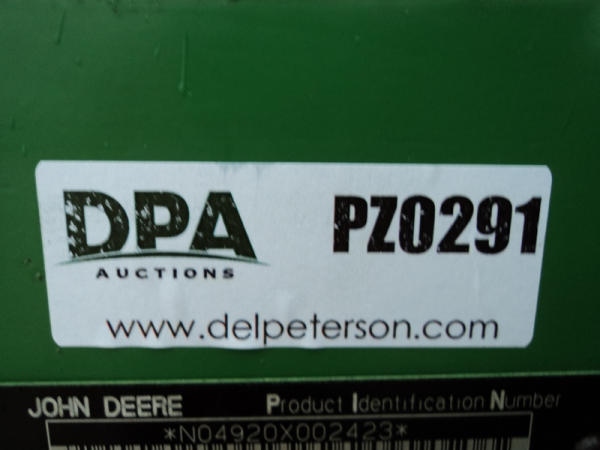 DPA
AUCTIONS
PZ0291
www.delpeterson.com
JOHN DEERE
Product Identification Number
*N04920X002423*